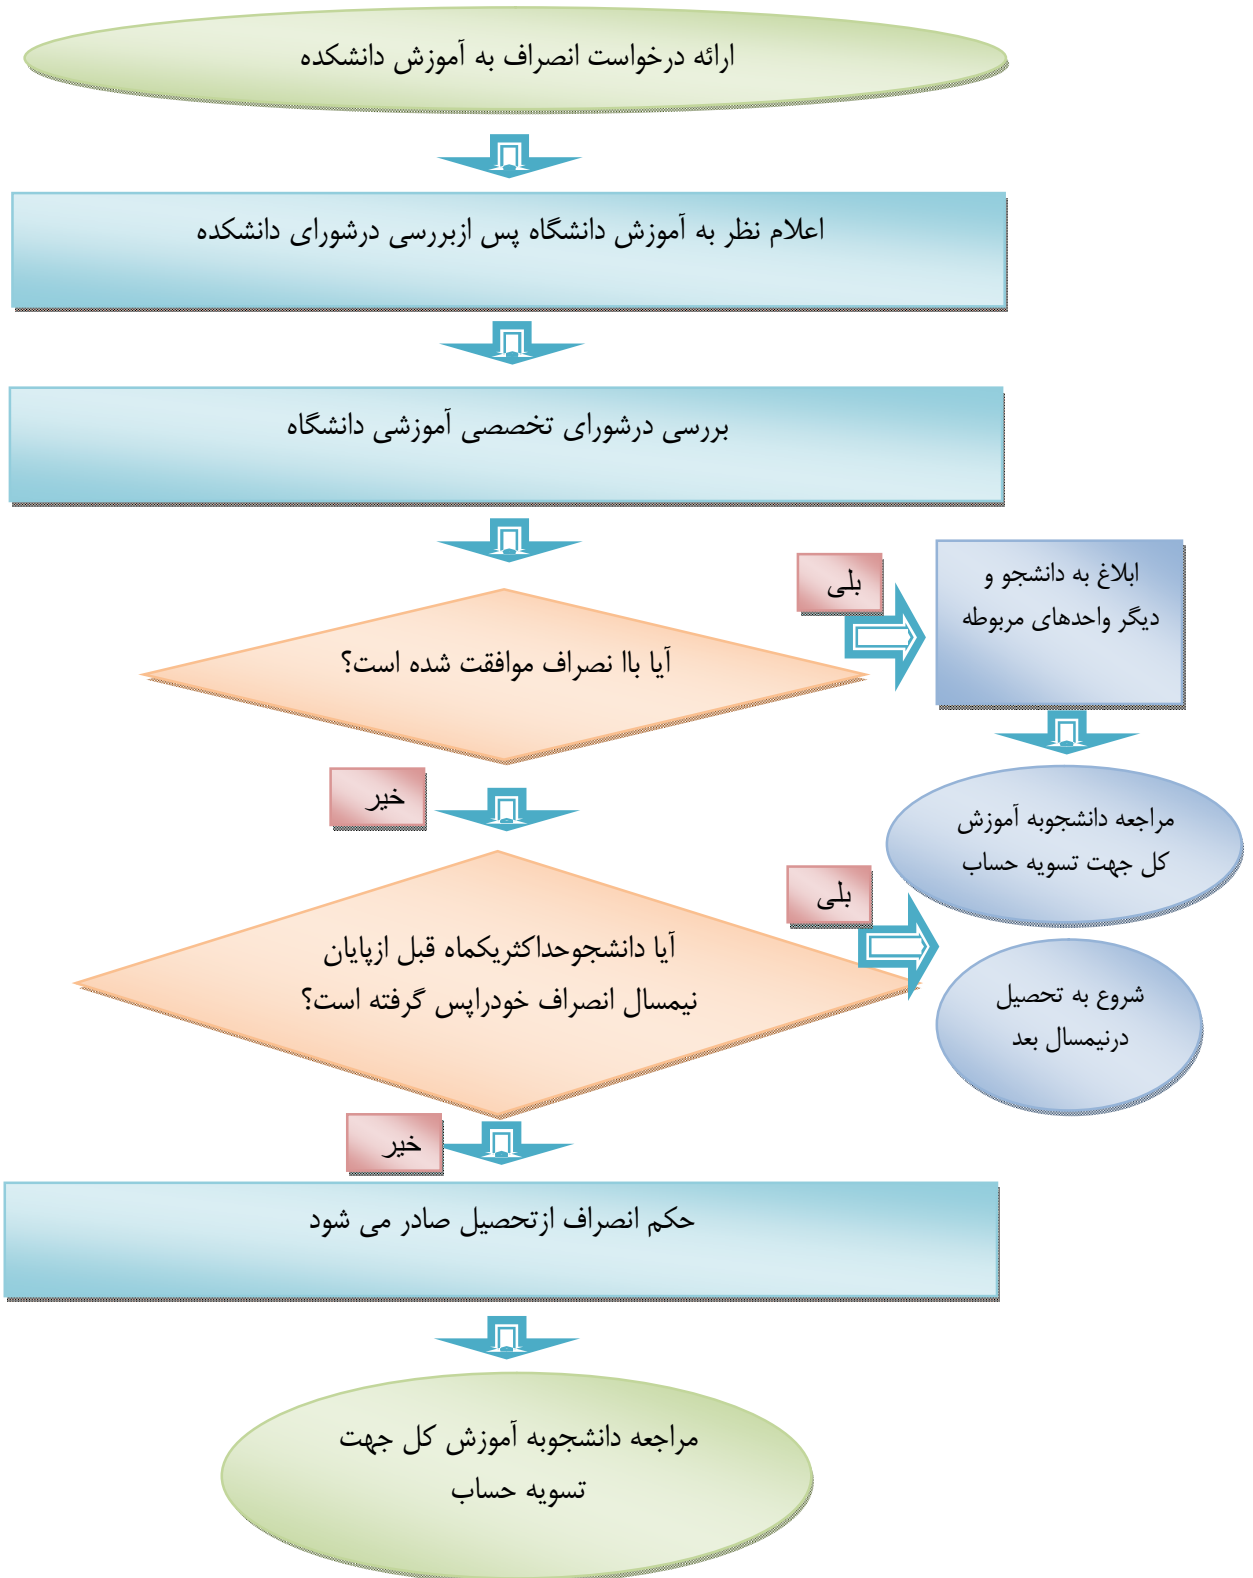 ارائه درخواست انصراف به آموزش دانشکده
اعلام نظر به آموزش دانشگاه پس ازبررسی درشورای دانشکده
بررسی درشورای تخصصی آموزشی دانشگاه
بلی
ابلاغ به دانشجو و
دیگر واحدهای مربوطه
آیا باا نصراف موافقت شده است؟
خیر
مراجعه دانشجوبه آموزش
کل جهت تسویه حساب
بلی
آیا دانشجوحداکثریکماه قبل ازپایان
نیمسال انصراف خودراپس گرفته است؟
شروع به تحصیل
درنیمسال بعد
خیر
حکم انصراف ازتحصیل صادر می شود
مراجعه دانشجوبه آموزش کل جهت
تسویه حساب